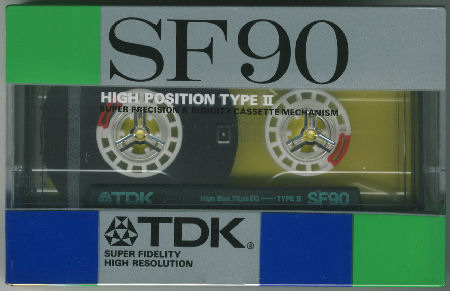 SF90
HIGH POSITION TYPE II
SUPER PRECISION & RIGIDITY CASSETTE MECHANISM
TDK High Bias 70μs EQ TYPE II SF90
TDK®
SUPER FIDELITY
HIGH RESOLUTION